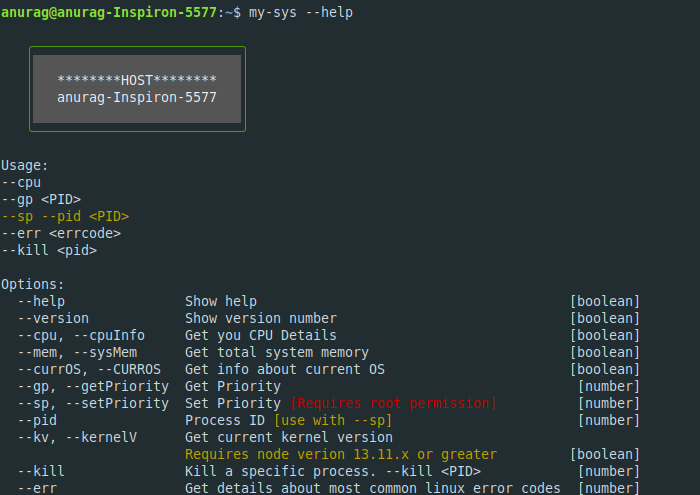 anurag@anurag-Inspiron-5577:~$ my-sys --help
********HOST********
anurag-Inspiron-5577
Usage:
--cpu
--gp <PID>
--sp --pid <PID>
--err <errcode>
--kill <pid>
Options:
--help Show help [boolean]
--version Show version number [boolean]
--cpu, --cpuInfo Get you CPU Details [boolean]
--mem, --sysMem Get total system memory [boolean]
--currOS, --CURROS Get info about current OS [boolean]
--gp, --getPriority Get Priority [number]
--sp, --setPriority Set Priority [Requires root permission] [number]
--pid Process ID [use with --sp] [number]
--kv, --kernelV Get current kernel version
Requires node verion 13.11.x or greater [boolean]
--kill Kill a specific process. --kill <PID> [number]
--err Get details about most common linux error codes [number]